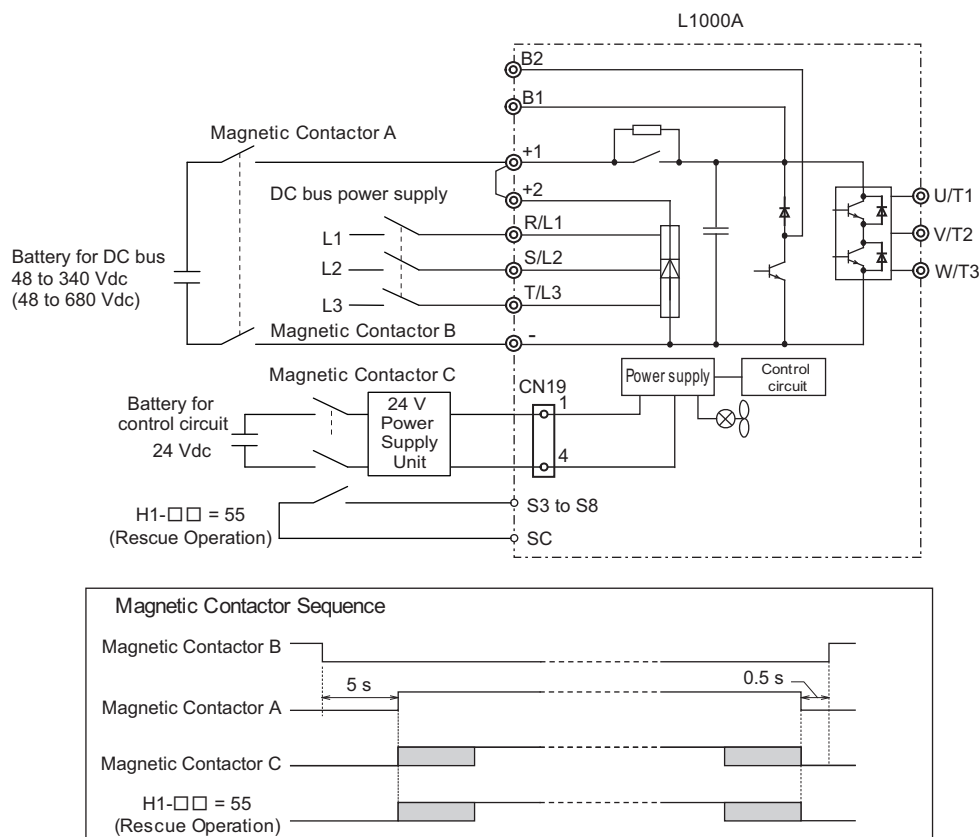 L1000A
B2
B1
Magnetic Contactor A
+1
DC bus power supply
+2
U/T1
L1
R/L1
V/T2
Battery for DC bus
48 to 340 Vdc
(48 to 680 Vdc)
L2
S/L2
W/T3
L3
T/L3
Magnetic Contactor B
-
Magnetic Contactor C
CN19
Power supply
Control
circuit
Battery for
control circuit
24 Vdc
24 V
Power
Supply
Unit
1
4
H1-□□ = 55
(Rescue Operation)
S3 to S8
SC
Magnetic Contactor Sequence
Magnetic Contactor B
5 s
0.5 s
Magnetic Contactor A
Magnetic Contactor C
H1-□□ = 55
(Rescue Operation)